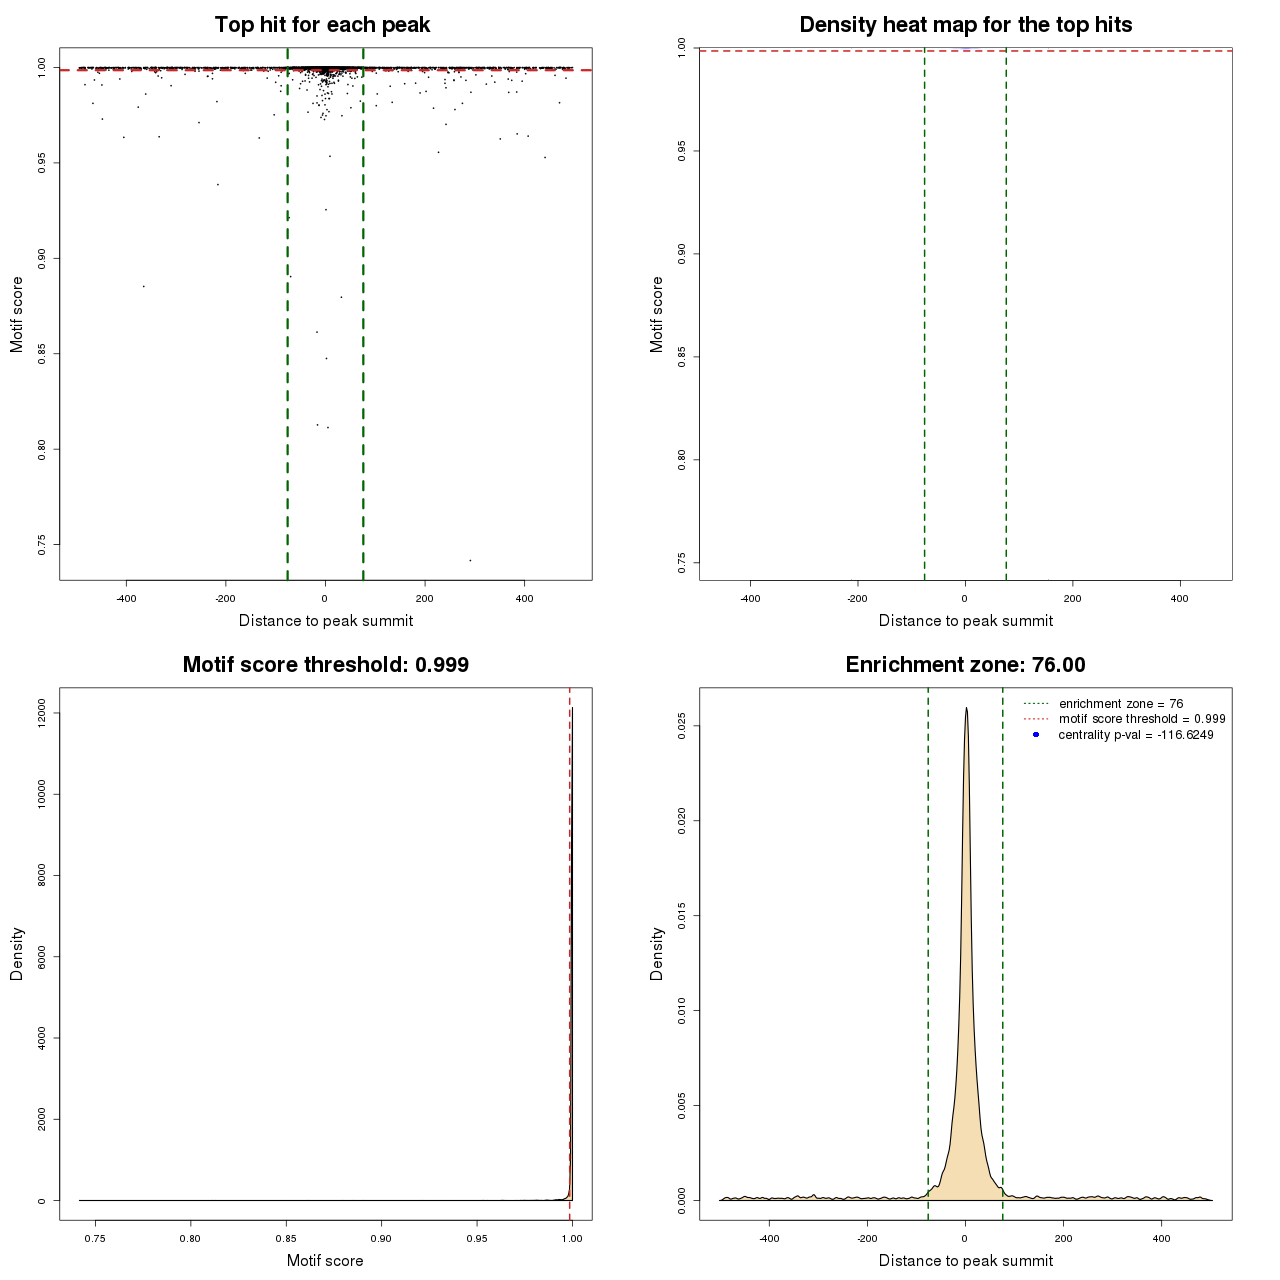 Top hit for each peak
1.00
0.95
0.90
0.85
0.80
0.75
Motif score
-400 -200 0 200 400
Distance to peak summit
Density heat map for the top hits
1.00
0.95
0.90
0.85
0.80
0.75
Motif score
-400 -200 0 200 400
Distance to peak summit
Motif score threshold: 0.999
12000
10000
8000
6000
4000
2000
0
Density
0.75 0.80 0.85 0.90 0.95 1.00
Motif score
Enrichment zone: 76.00
enrichment zone = 76
motif score threshold = 0.999
centrality p-val = -116.6249
0.025
0.020
0.015
0.010
0.005
0.000
Density
-400 -200 0 200 400
Distance to peak summit